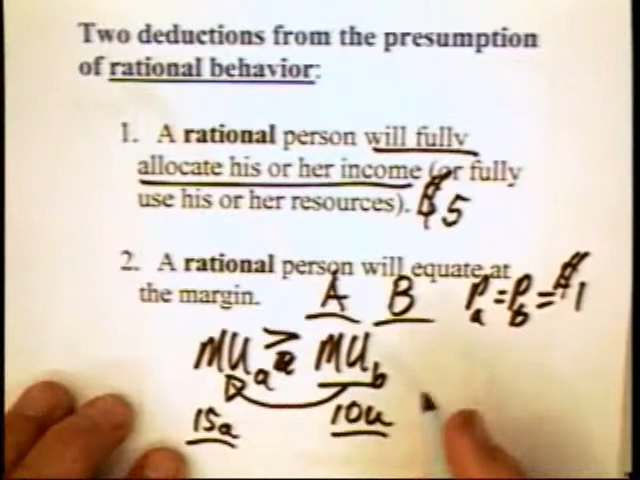 Two deductions from the presumption
of rational behavior:
1. A rational person will fully
allocate his or her income (or fully
use his or her resources). $5
2. A rational person will equate at
the margin. A B Pa = Pb = $1
MUa > MUb
15u 10u